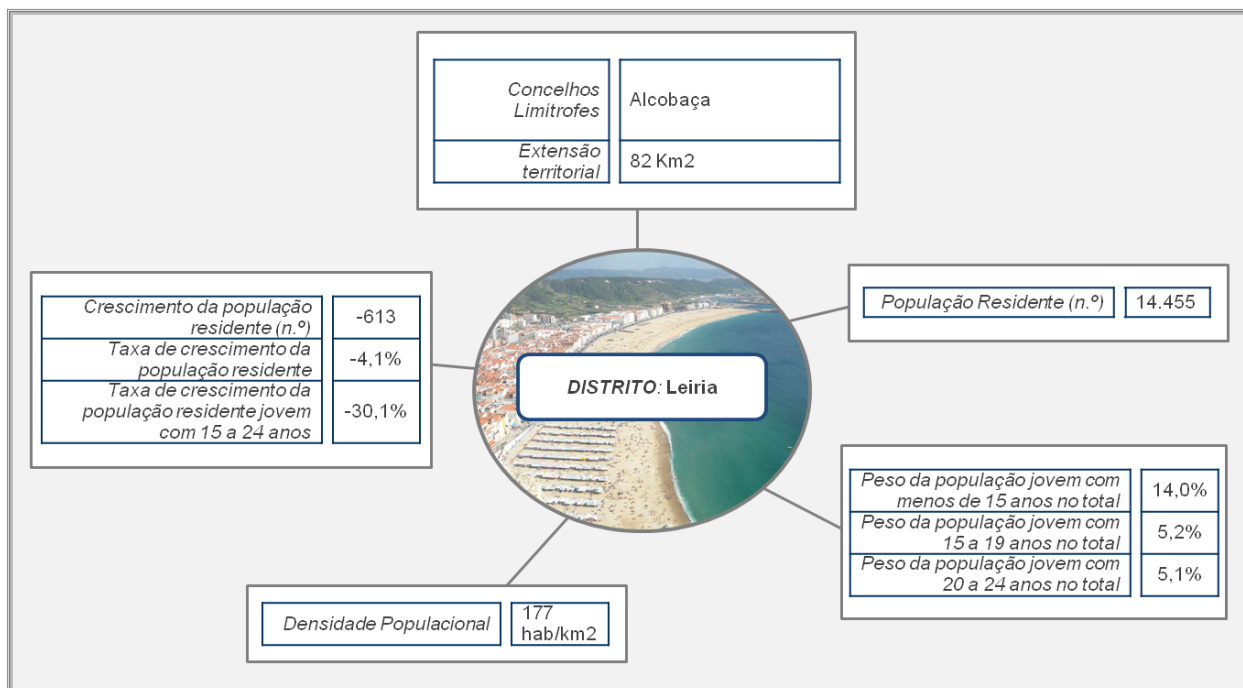 Concelhos
Limítrofes
Alcobaça
Extensão
territorial
82 Km2
Crescimento da população
residente (n.º)
-613
Taxa de crescimento da
população residente
-4,1%
Taxa de crescimento da
população residente jovem
com 15 a 24 anos
-30,1%
DISTRITO: Leiria
População Residente (n.º)
14.455
Peso da população jovem com
menos de 15 anos no total
14,0%
Peso da população jovem com
15 a 19 anos no total
5,2%
Peso da população jovem com
20 a 24 anos no total
5,1%
Densidade Populacional
177
hab/km2